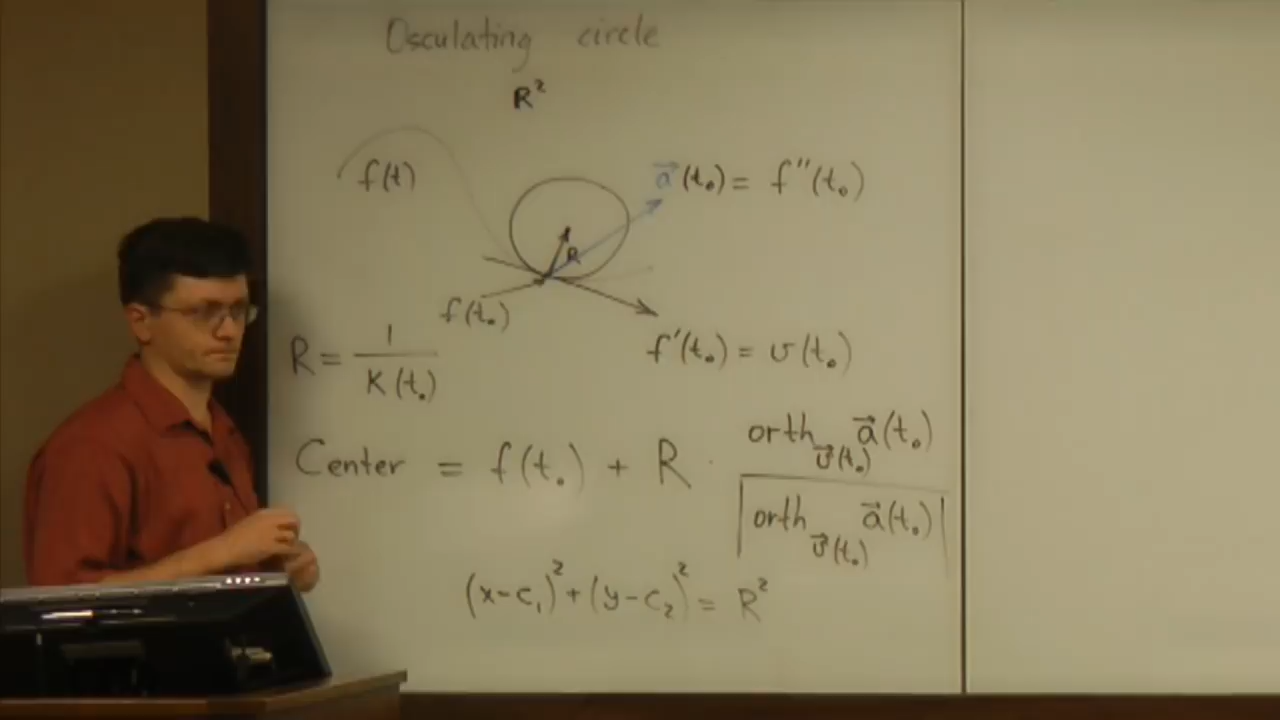 Osculating circle
R²
f(t)
a⃗(t₀) = f''(t₀)
R
f(t₀)
f'(t₀) = v(t₀)
R = 1 / K(t₀)
Center = f(t₀) + R · orth_v⃗(t₀) a⃗(t₀) / |orth_v⃗(t₀) a⃗(t₀)|
(x-c₁)² + (y-c₂)² = R²